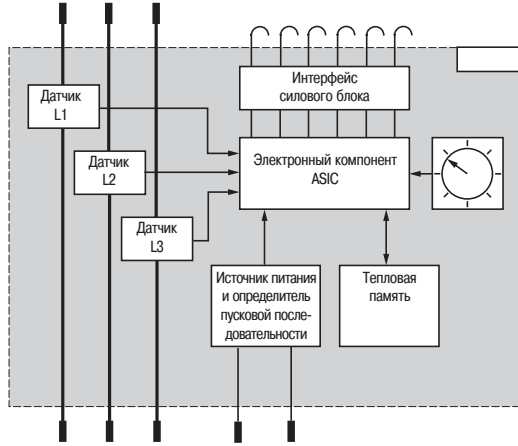 Интерфейс
силового блока
Датчик
L1
Электронный компонент
ASIC
Датчик
L2
Датчик
L3
Источник питания
и определитель
пусковой после-
довательности
Тепловая
память